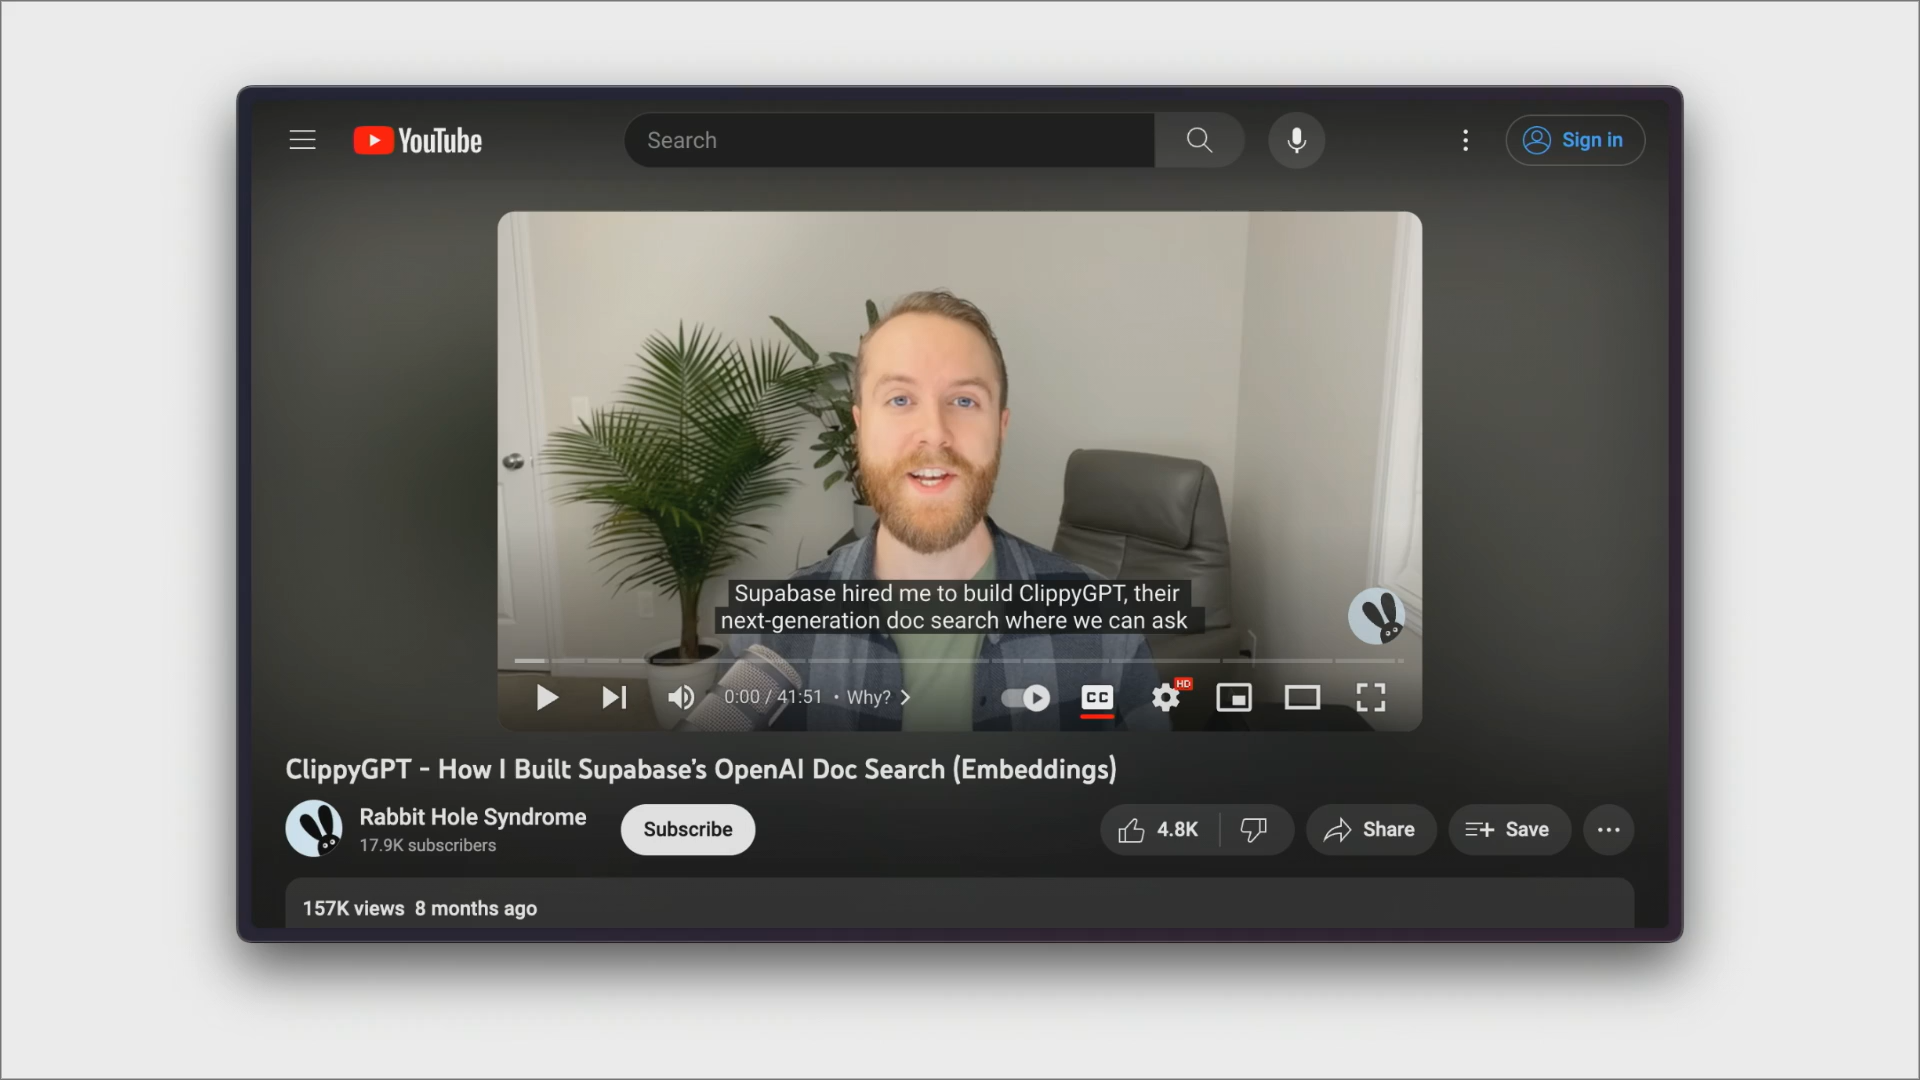 YouTube
Search
Sign in
Supabase hired me to build ClippyGPT, their
next-generation doc search where we can ask
0:00 / 41:51 • Why?
CC
HD
ClippyGPT - How I Built Supabase's OpenAI Doc Search (Embeddings)
Rabbit Hole Syndrome
17.9K subscribers
Subscribe
4.8K
Share
Save
157K views 8 months ago